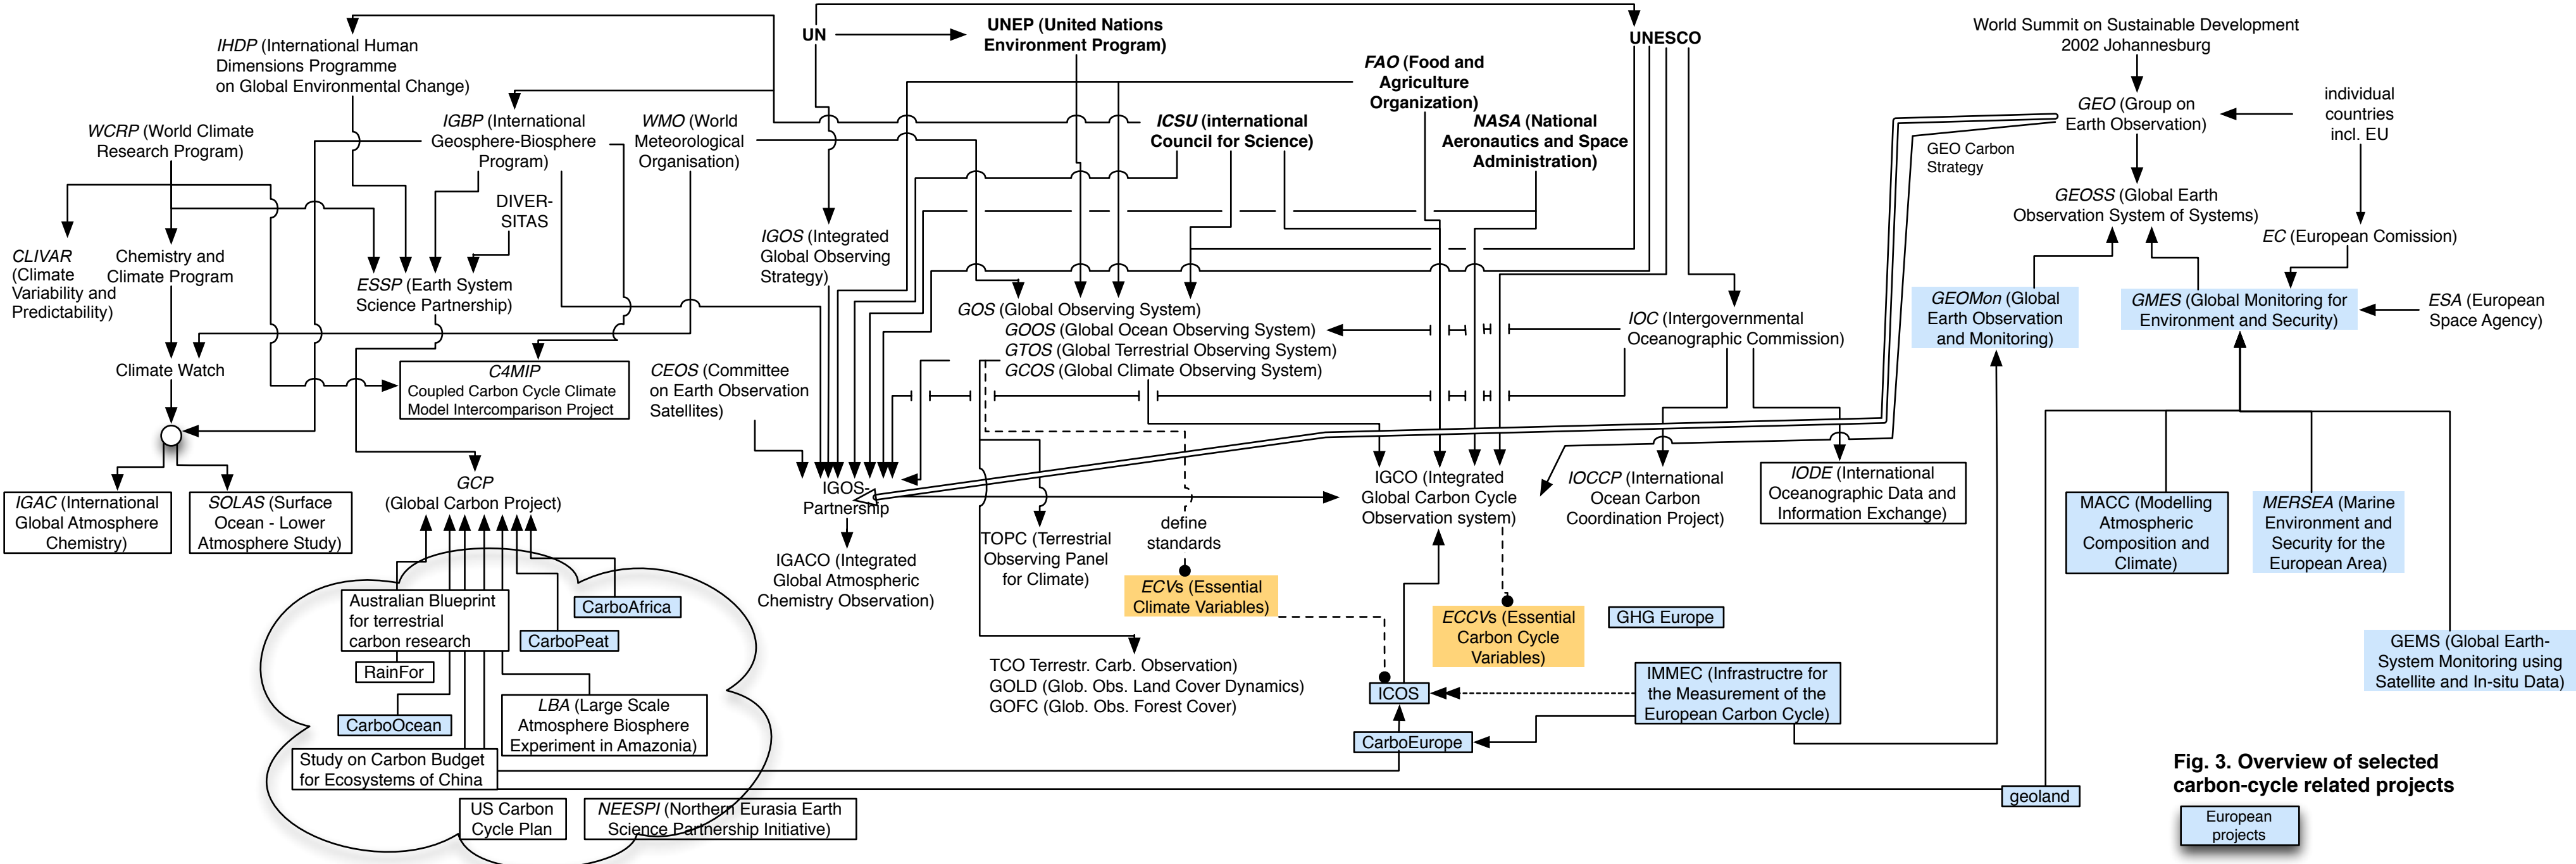 IHDP (International Human
Dimensions Programme
on Global Environmental Change)
UN
UNEP (United Nations
Environment Program)
UNESCO
World Summit on Sustainable Development
2002 Johannesburg
FAO (Food and
Agriculture
Organization)
WCRP (World Climate
Research Program)
IGBP (International
Geosphere-Biosphere
Program)
WMO (World
Meteorological
Organisation)
ICSU (international
Council for Science)
NASA (National
Aeronautics and Space
Administration)
GEO (Group on
Earth Observation)
individual
countries
incl. EU
GEO Carbon
Strategy
DIVER-
SITAS
GEOSS (Global Earth
Observation System of Systems)
EC (European Comission)
CLIVAR
(Climate
Variability and
Predictability)
Chemistry and
Climate Program
ESSP (Earth System
Science Partnership)
IGOS (Integrated
Global Observing
Strategy)
GOS (Global Observing System)
GOOS (Global Ocean Observing System)
GTOS (Global Terrestrial Observing System)
GCOS (Global Climate Observing System)
IOC (Intergovernmental
Oceanographic Commission)
GEOMon (Global
Earth Observation
and Monitoring)
GMES (Global Monitoring for
Environment and Security)
ESA (European
Space Agency)
Climate Watch
C4MIP
Coupled Carbon Cycle Climate
Model Intercomparison Project
CEOS (Committee
on Earth Observation
Satellites)
IGAC (International
Global Atmosphere
Chemistry)
SOLAS (Surface
Ocean - Lower
Atmosphere Study)
GCP
(Global Carbon Project)
IGOS-
Partnership
IGACO (Integrated
Global Atmospheric
Chemistry Observation)
TOPC (Terrestrial
Observing Panel
for Climate)
define
standards
IGCO (Integrated
Global Carbon Cycle
Observation system)
IOCCP (International
Ocean Carbon
Coordination Project)
IODE (International
Oceanographic Data and
Information Exchange)
MACC (Modelling
Atmospheric
Composition and
Climate)
MERSEA (Marine
Environment and
Security for the
European Area)
ECVs (Essential
Climate Variables)
ECCVs (Essential
Carbon Cycle
Variables)
GHG Europe
Australian Blueprint
for terrestrial
carbon research
CarboAfrica
CarboPeat
RainFor
CarboOcean
LBA (Large Scale
Atmosphere Biosphere
Experiment in Amazonia)
TCO Terrestr. Carb. Observation)
GOLD (Glob. Obs. Land Cover Dynamics)
GOFC (Glob. Obs. Forest Cover)
ICOS
IMMEC (Infrastructre for
the Measurement of the
European Carbon Cycle)
GEMS (Global Earth-
System Monitoring using
Satellite and In-situ Data)
CarboEurope
Study on Carbon Budget
for Ecosystems of China
US Carbon
Cycle Plan
NEESPI (Northern Eurasia Earth
Science Partnership Initiative)
geoland
Fig. 3. Overview of selected
carbon-cycle related projects
European
projects